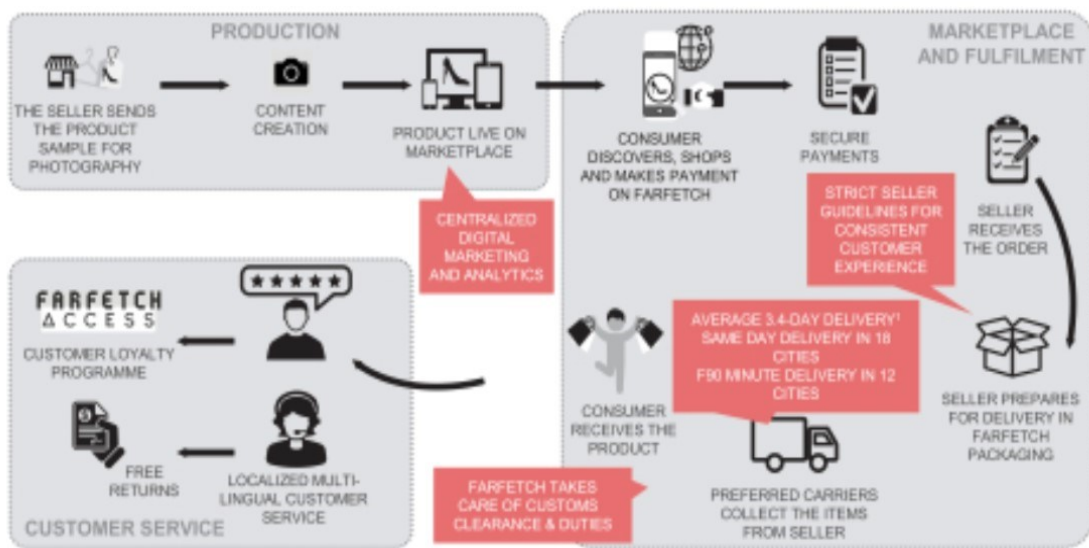 PRODUCTION
THE SELLER SENDS
THE PRODUCT
SAMPLE FOR
PHOTOGRAPHY
CONTENT
CREATION
PRODUCT LIVE ON
MARKETPLACE
CENTRALIZED
DIGITAL
MARKETING
AND ANALYTICS
MARKETPLACE
AND FULFILMENT
CONSUMER
DISCOVERS, SHOPS
AND MAKES PAYMENT
ON FARFETCH
SECURE
PAYMENTS
SELLER
RECEIVES
THE ORDER
STRICT SELLER
GUIDELINES FOR
CONSISTENT
CUSTOMER
EXPERIENCE
SELLER PREPARES
FOR DELIVERY IN
FARFETCH
PACKAGING
AVERAGE 3.4-DAY DELIVERY¹
SAME DAY DELIVERY IN 18
CITIES
F90 MINUTE DELIVERY IN 12
CITIES
PREFERRED CARRIERS
COLLECT THE ITEMS
FROM SELLER
FARFETCH TAKES
CARE OF CUSTOMS
CLEARANCE & DUTIES
CONSUMER
RECEIVES THE
PRODUCT
FARFETCH
ACCESS
CUSTOMER LOYALTY
PROGRAMME
FREE
RETURNS
LOCALIZED MULTI-
LINGUAL CUSTOMER
SERVICE
CUSTOMER SERVICE